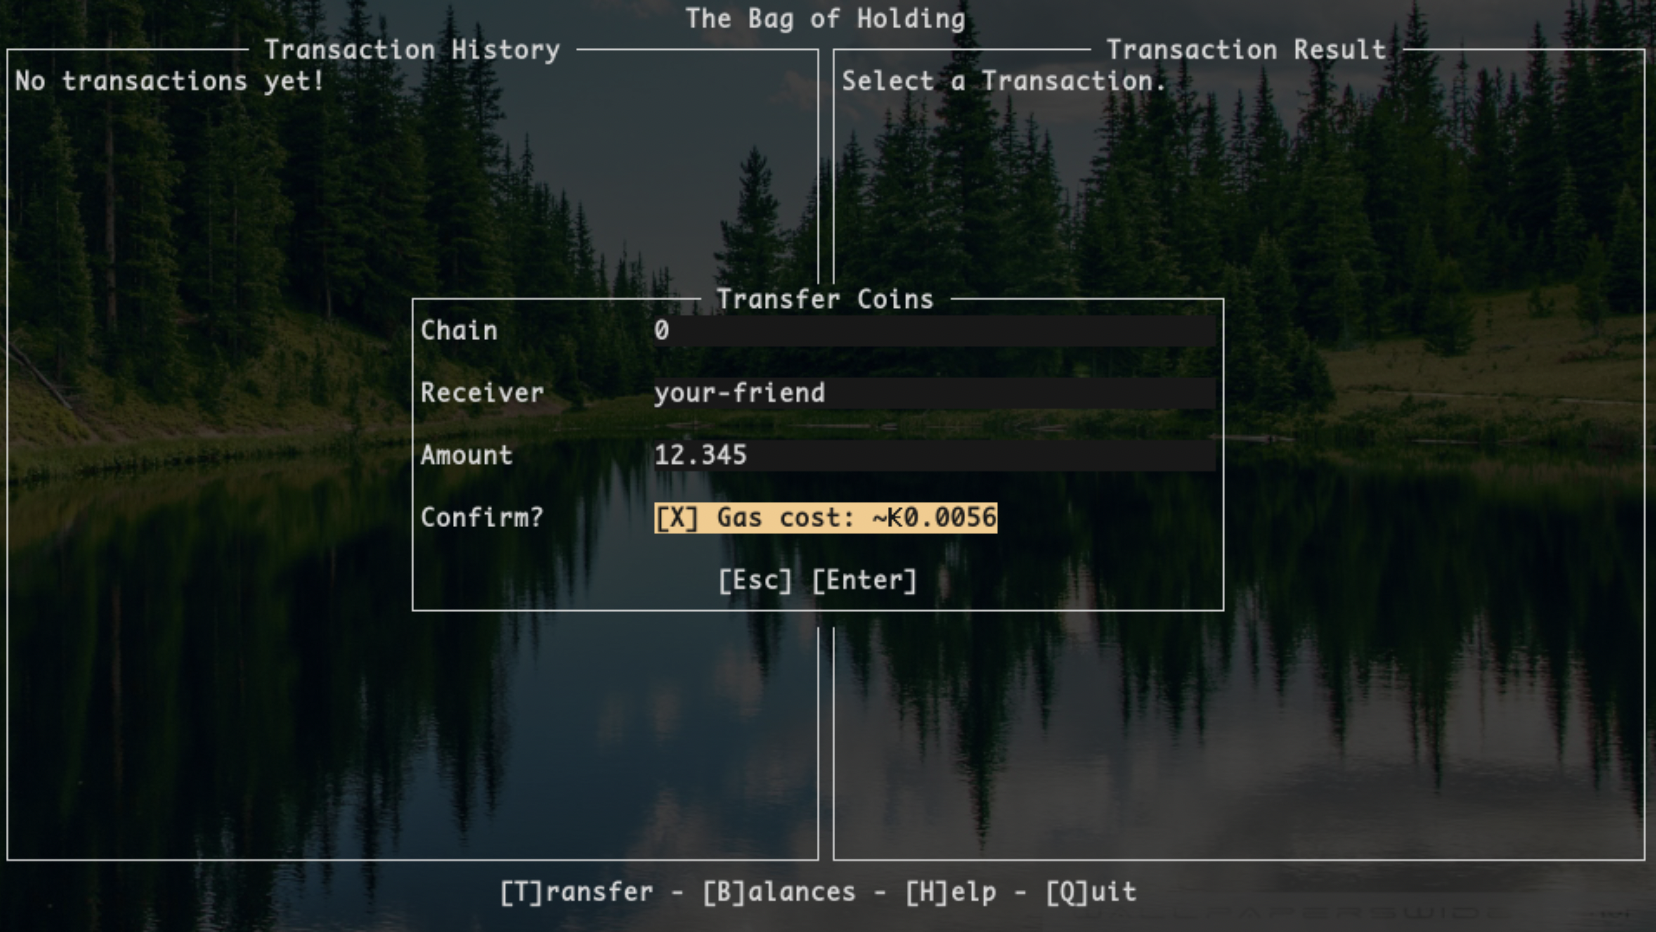 The Bag of Holding
Transaction History
No transactions yet!
Transaction Result
Select a Transaction.
Transfer Coins
Chain 0
Receiver your-friend
Amount 12.345
Confirm? [X] Gas cost: ~₭0.0056
[Esc] [Enter]
[T]ransfer - [B]alances - [H]elp - [Q]uit
WALLPAPERSWIDE